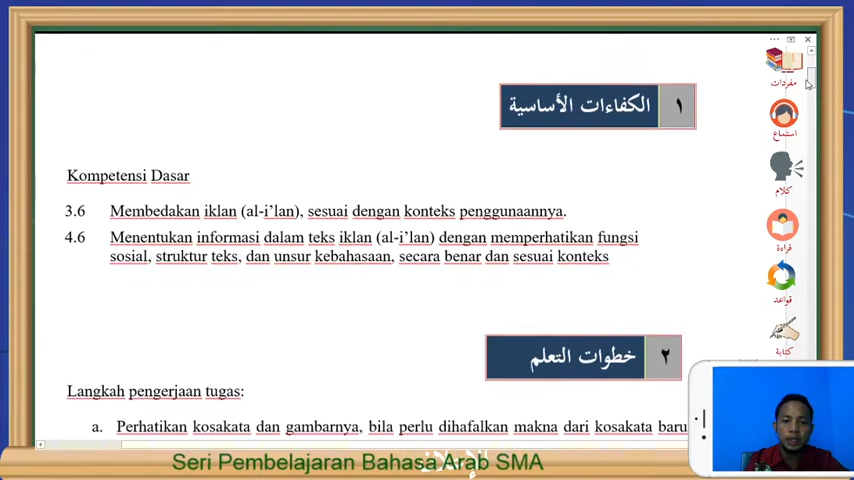 ١ الكفاءات الأساسية
Kompetensi Dasar
3.6 Membedakan iklan (al-i’lan), sesuai dengan konteks penggunaannya.
4.6 Menentukan informasi dalam teks iklan (al-i’lan) dengan memperhatikan fungsi
sosial, struktur teks, dan unsur kebahasaan, secara benar dan sesuai konteks
٢ خطوات التعلم
Langkah pengerjaan tugas:
a. Perhatikan kosakata dan gambarnya, bila perlu dihafalkan makna dari kosakata baru
مفردات
استماع
كلام
قراءة
قواعد
كتابة
Seri Pembelajaran Bahasa Arab SMA